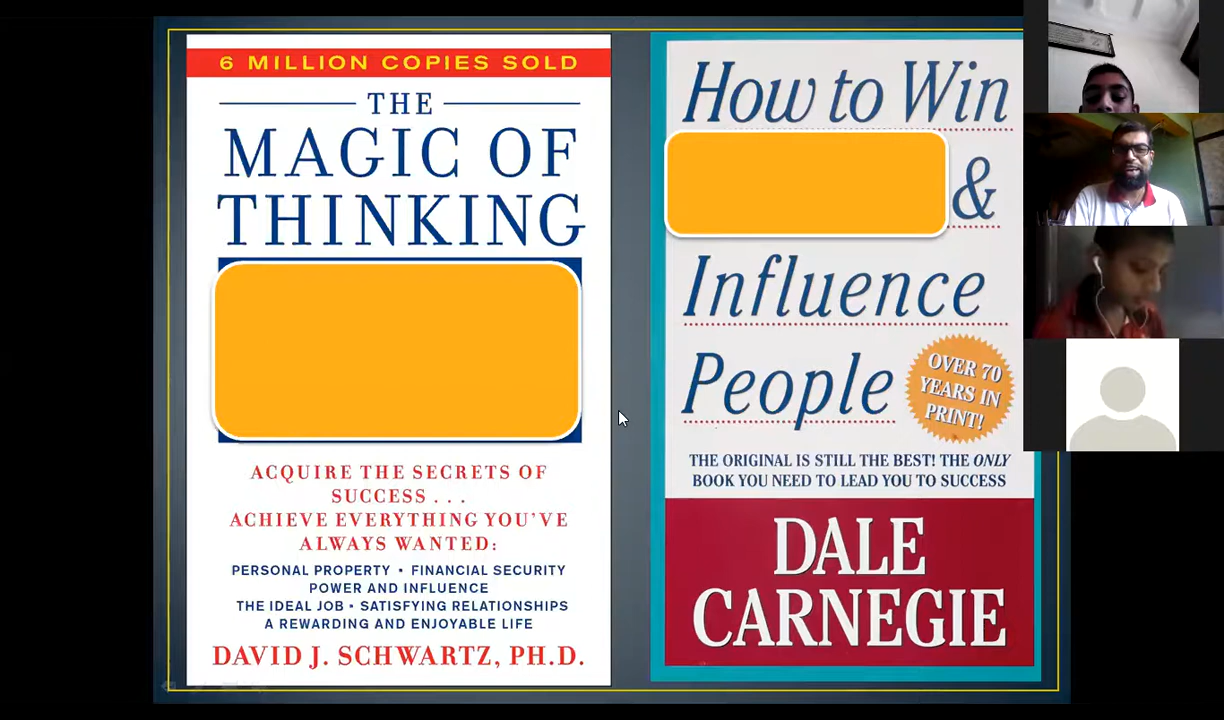 6 MILLION COPIES SOLD
THE
MAGIC OF
THINKING
ACQUIRE THE SECRETS OF
SUCCESS . . .
ACHIEVE EVERYTHING YOU'VE
ALWAYS WANTED:
PERSONAL PROPERTY • FINANCIAL SECURITY
POWER AND INFLUENCE
THE IDEAL JOB • SATISFYING RELATIONSHIPS
A REWARDING AND ENJOYABLE LIFE
DAVID J. SCHWARTZ, PH.D.
How to Win
&
Influence
People
OVER 70
YEARS IN
PRINT!
THE ORIGINAL IS STILL THE BEST! THE ONLY
BOOK YOU NEED TO LEAD YOU TO SUCCESS
DALE
CARNEGIE